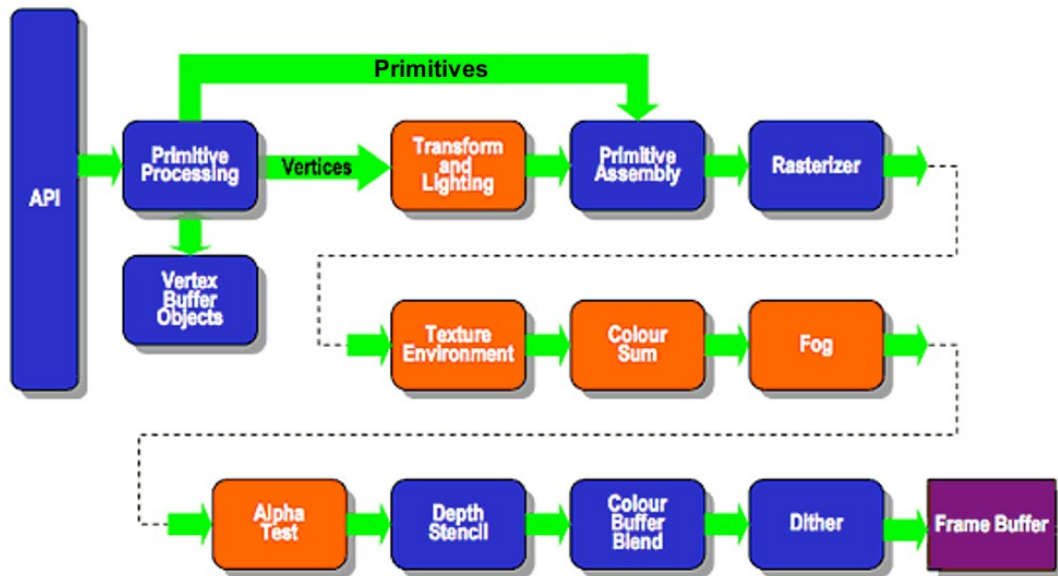 Primitives
API
Primitive
Processing
Vertices
Transform
and
Lighting
Primitive
Assembly
Rasterizer
Vertex
Buffer
Objects
Texture
Environment
Colour
Sum
Fog
Alpha
Test
Depth
Stencil
Colour
Buffer
Blend
Dither
Frame Buffer